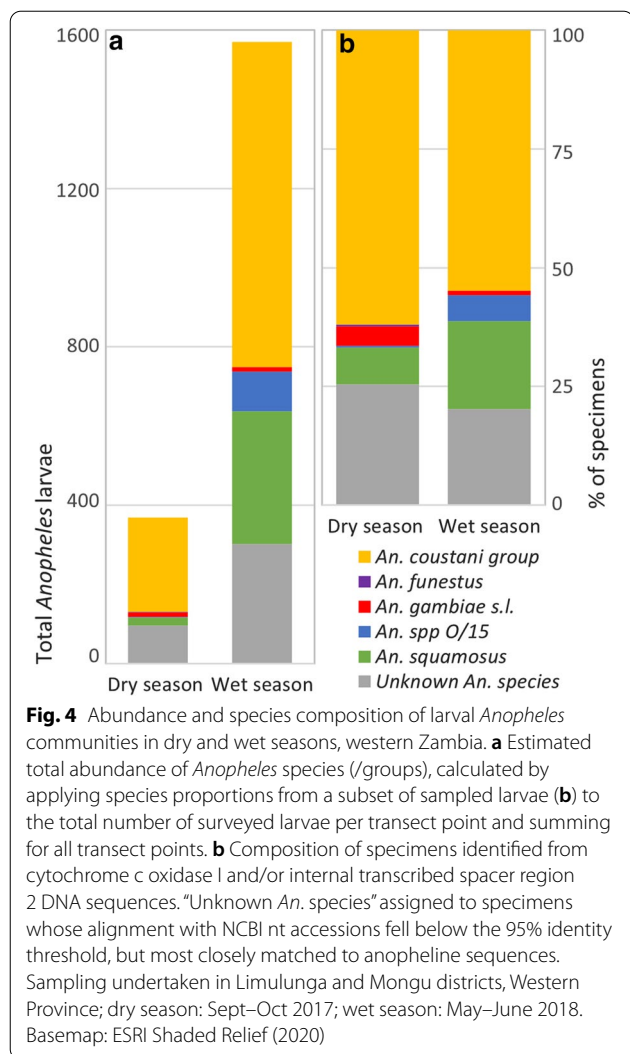 1600
a
b
100
1200
75
50
800
25
400
0
0
Total Anopheles larvae
% of specimens
Dry season Wet season
Dry season Wet season
An. coustani group
An. funestus
An. gambiae s.l.
An. spp O/15
An. squamosus
Unknown An. species
Fig. 4 Abundance and species composition of larval Anopheles
communities in dry and wet seasons, western Zambia. a Estimated
total abundance of Anopheles species (/groups), calculated by
applying species proportions from a subset of sampled larvae (b) to
the total number of surveyed larvae per transect point and summing
for all transect points. b Composition of specimens identified from
cytochrome c oxidase I and/or internal transcribed spacer region
2 DNA sequences. “Unknown An. species” assigned to specimens
whose alignment with NCBI nt accessions fell below the 95% identity
threshold, but most closely matched to anopheline sequences.
Sampling undertaken in Limulunga and Mongu districts, Western
Province; dry season: Sept–Oct 2017; wet season: May–June 2018.
Basemap: ESRI Shaded Relief (2020)